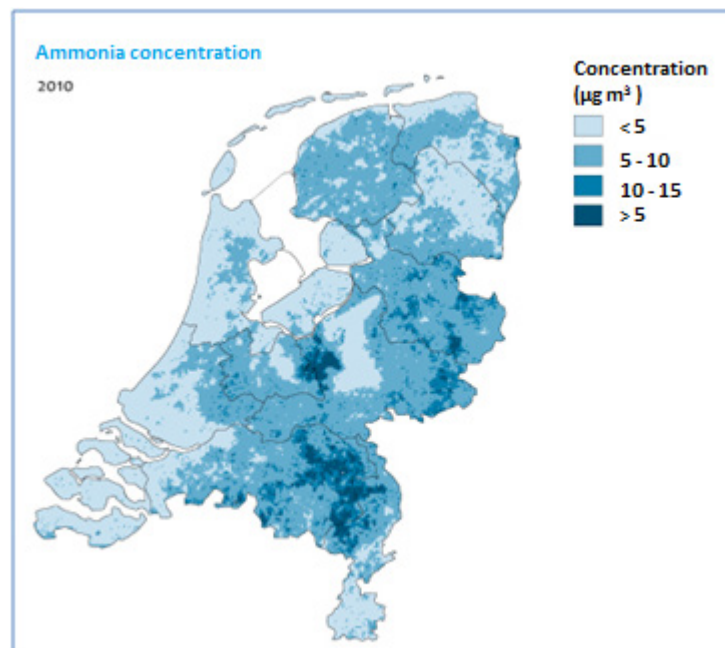 Ammonia concentration
2010
Concentration
(µg m³ )
< 5
5 - 10
10 - 15
> 5